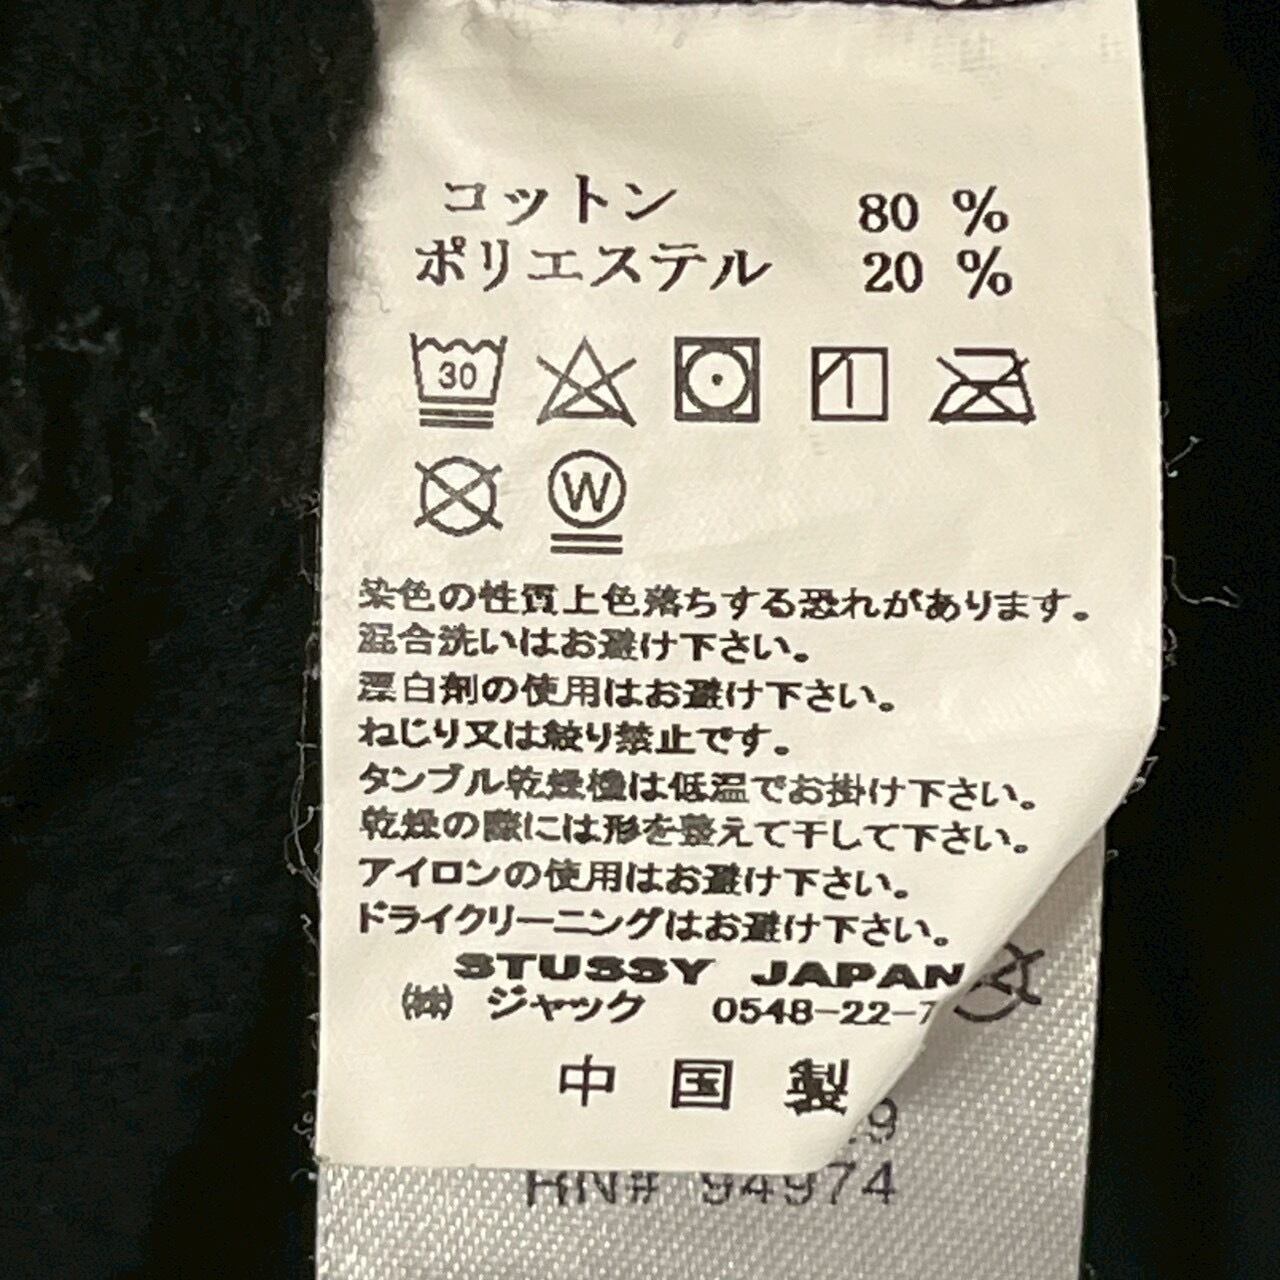 コットン 80 %
ポリエステル 20 %
30
W
染色の性質上色落ちする恐れがあります。
混合洗いはお避け下さい。
漂白剤の使用はお避け下さい。
ねじり又は絞り禁止です。
タンブル乾燥機は低温でお掛け下さい。
乾燥の際には形を整えて干して下さい。
アイロンの使用はお避け下さい。
ドライクリーニングはお避け下さい。
STUSSY JAPAN
㈱ ジャック 0548-22-7
中国製
29
RN# 94974